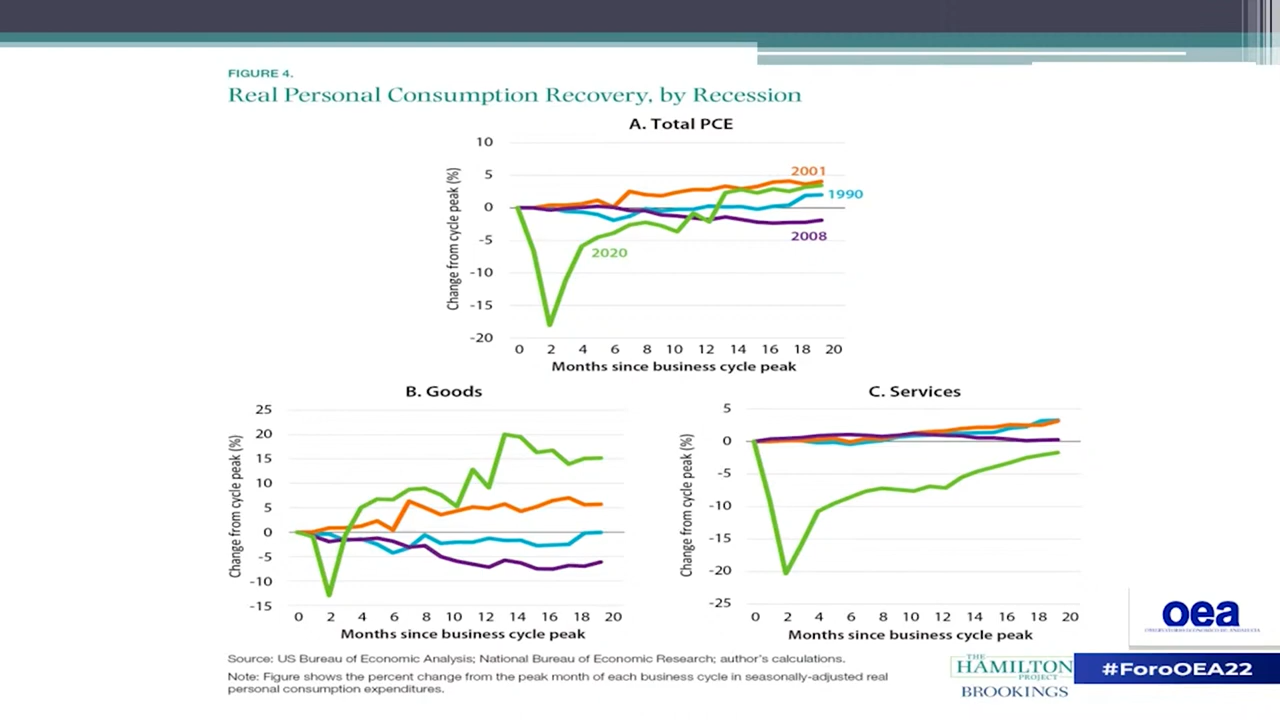 FIGURE 4.
Real Personal Consumption Recovery, by Recession
A. Total PCE
Change from cycle peak (%)
10
5
0
-5
-10
-15
-20
2001
1990
2008
2020
0 2 4 6 8 10 12 14 16 18 20
Months since business cycle peak
B. Goods
Change from cycle peak (%)
25
20
15
10
5
0
-5
-10
-15
0 2 4 6 8 10 12 14 16 18 20
Months since business cycle peak
C. Services
Change from cycle peak (%)
5
0
-5
-10
-15
-20
-25
0 2 4 6 8 10 12 14 16 18 20
Months since business cycle peak
Source: US Bureau of Economic Analysis; National Bureau of Economic Research; author's calculations.
Note: Figure shows the percent change from the peak month of each business cycle in seasonally-adjusted real
personal consumption expenditures.
THE
HAMILTON
PROJECT
BROOKINGS
oea
#ForoOEA22